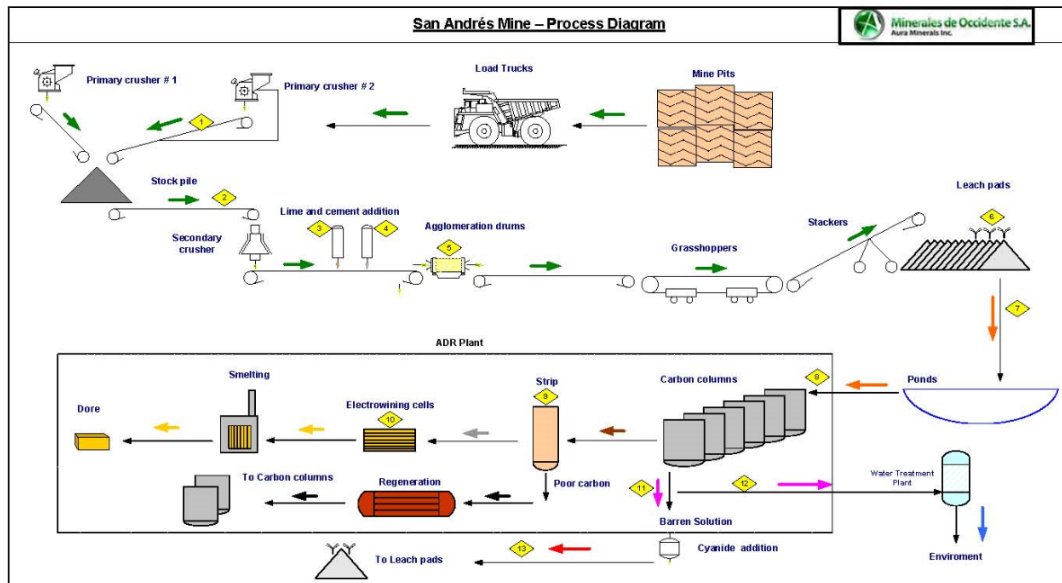 San Andrés Mine – Process Diagram
Minerales de Occidente S.A.
Aura Minerals Inc.
Primary crusher # 1
Primary crusher # 2
Load Trucks
Mine Pits
1
Stock pile
2
Secondary
crusher
Lime and cement addition
3
4
Agglomeration drums
5
Grasshoppers
Stackers
Leach pads
6
7
ADR Plant
Smelting
Dore
Electrowining cells
10
Strip
9
Carbon columns
8
Ponds
To Carbon columns
Regeneration
Poor carbon
11
12
Water Treatment
Plant
Barren Solution
Cyanide addition
13
To Leach pads
Enviroment